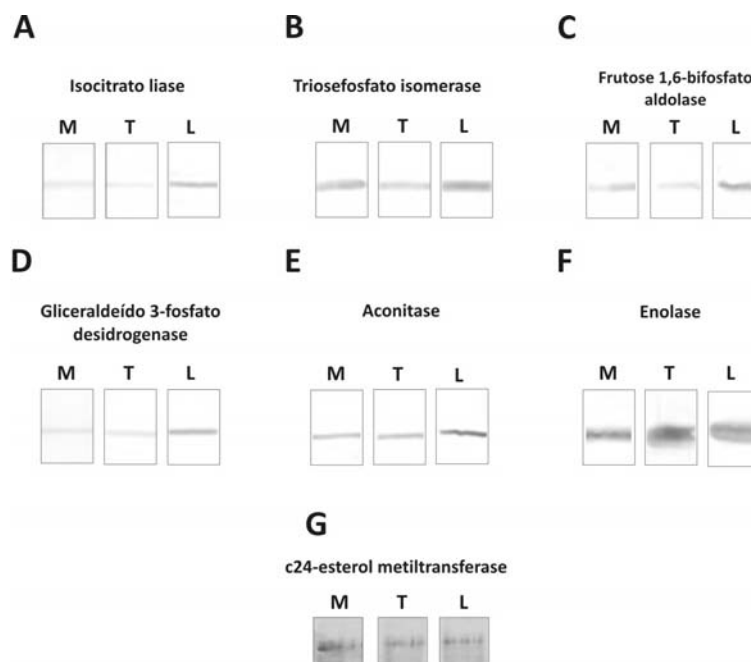 A
Isocitrato liase
M T L
B
Triosefosfato isomerase
M T L
C
Frutose 1,6-bifosfato
aldolase
M T L
D
Gliceraldeído 3-fosfato
desidrogenase
M T L
E
Aconitase
M T L
F
Enolase
M T L
G
c24-esterol metiltransferase
M T L